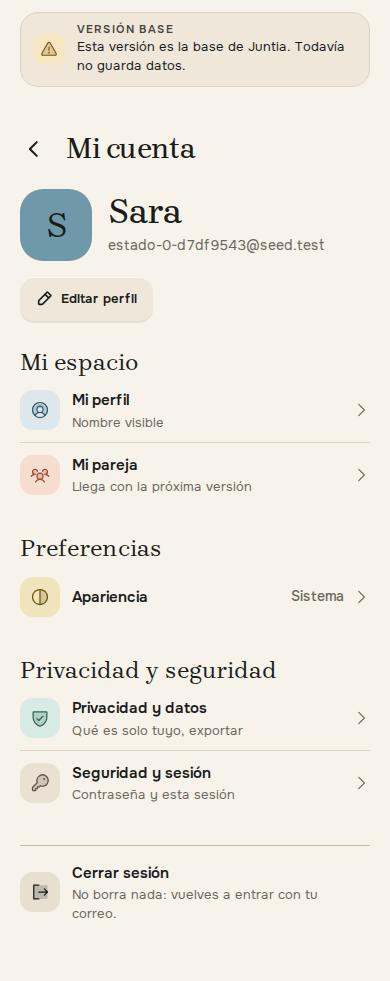 VERSIÓN BASE
Esta versión es la base de Juntia. Todavía
no guarda datos.
Mi cuenta
S
Sara
estado-0-d7df9543@seed.test
Editar perfil
Mi espacio
Mi perfil
Nombre visible
Mi pareja
Llega con la próxima versión
Preferencias
Apariencia
Sistema
Privacidad y seguridad
Privacidad y datos
Qué es solo tuyo, exportar
Seguridad y sesión
Contraseña y esta sesión
Cerrar sesión
No borra nada: vuelves a entrar con tu
correo.